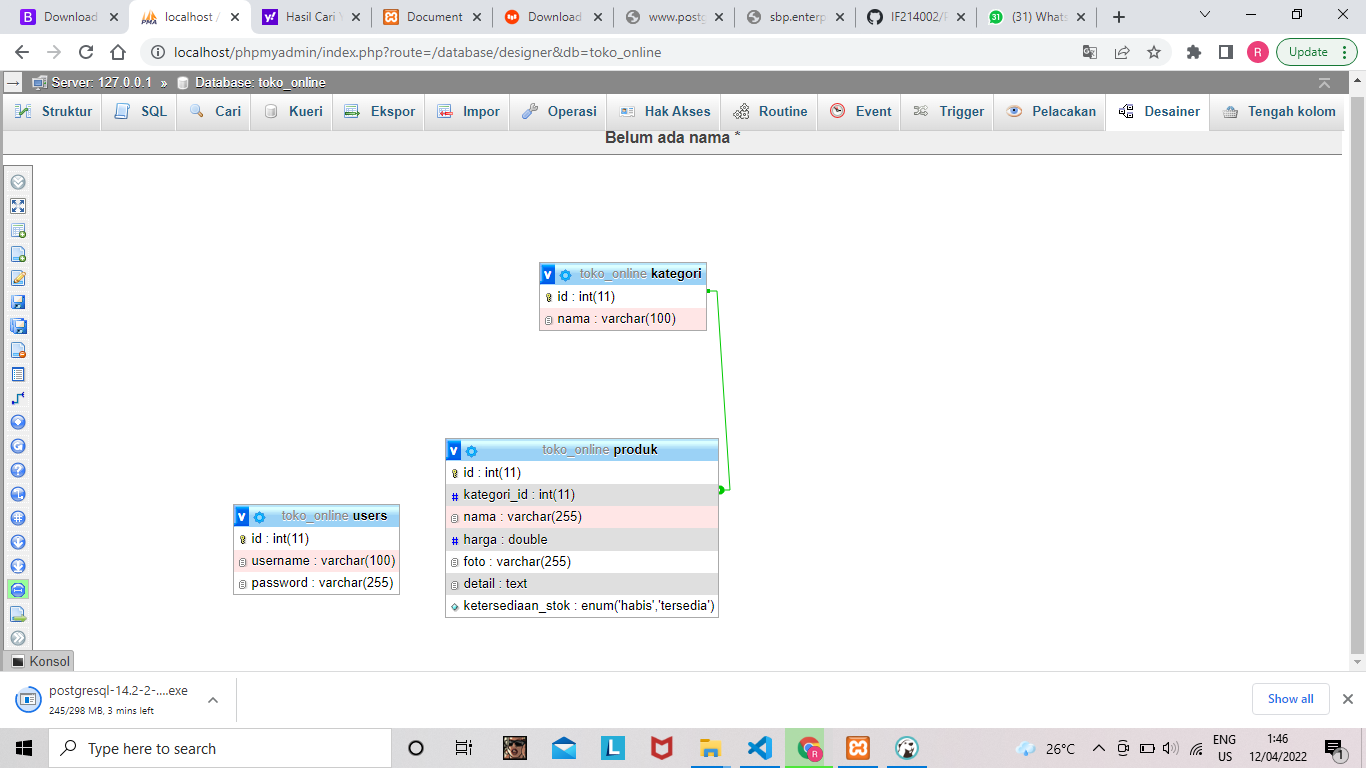 Download
localhost /
Hasil Cari Y
Document
Download
www.postg
sbp.enterp
IF214002/P
(31) Whats
localhost/phpmyadmin/index.php?route=/database/designer&db=toko_online
R
Update
Server: 127.0.0.1 » Database: toko_online
Struktur
SQL
Cari
Kueri
Ekspor
Impor
Operasi
Hak Akses
Routine
Event
Trigger
Pelacakan
Desainer
Tengah kolom
Belum ada nama *
v toko_online kategori
id : int(11)
nama : varchar(100)
v toko_online produk
id : int(11)
# kategori_id : int(11)
nama : varchar(255)
# harga : double
foto : varchar(255)
detail : text
ketersediaan_stok : enum('habis','tersedia')
v toko_online users
id : int(11)
username : varchar(100)
password : varchar(255)
Konsol
postgresql-14.2-2-....exe
245/298 MB, 3 mins left
Show all
Type here to search
26°C
ENG
US
1:46
12/04/2022
1